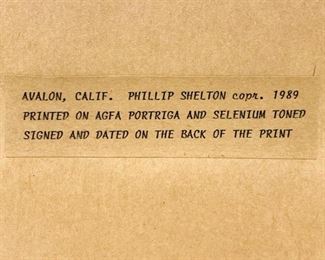 AVALON, CALIF. PHILLIP SHELTON copr. 1989
PRINTED ON AGFA PORTRIGA AND SELENIUM TONED
SIGNED AND DATED ON THE BACK OF THE PRINT